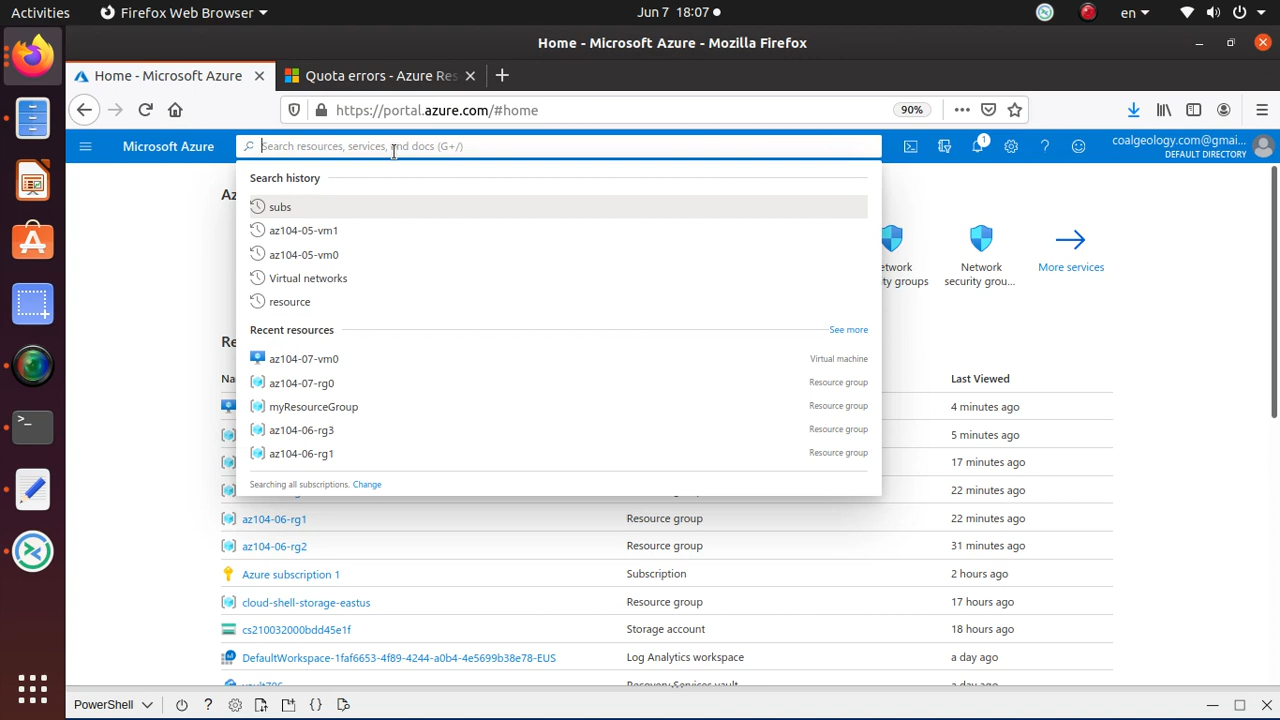 Activities Firefox Web Browser Jun 7 18:07 en
Home - Microsoft Azure - Mozilla Firefox
Home - Microsoft Azure Quota errors - Azure Res
https://portal.azure.com/#home 90%
Microsoft Azure Search resources, services, and docs (G+/) 1 coalgeology.com@gmai...
DEFAULT DIRECTORY
Search history
Az
subs
az104-05-vm1
az104-05-vm0
etwork Network More services
Virtual networks ity groups security grou...
resource
Recent resources See more
Re
az104-07-vm0 Virtual machine
Na az104-07-rg0 Resource group Last Viewed
myResourceGroup Resource group 4 minutes ago
az104-06-rg3 Resource group 5 minutes ago
az104-06-rg1 Resource group 17 minutes ago
Searching all subscriptions. Change 22 minutes ago
az104-06-rg1 Resource group 22 minutes ago
az104-06-rg2 Resource group 31 minutes ago
Azure subscription 1 Subscription 2 hours ago
cloud-shell-storage-eastus Resource group 17 hours ago
cs210032000bdd45e1f Storage account 18 hours ago
DefaultWorkspace-1faf6653-4f89-4244-a0b4-4e5699b38e78-EUS Log Analytics workspace a day ago
Recovery Services vault a day ago
PowerShell